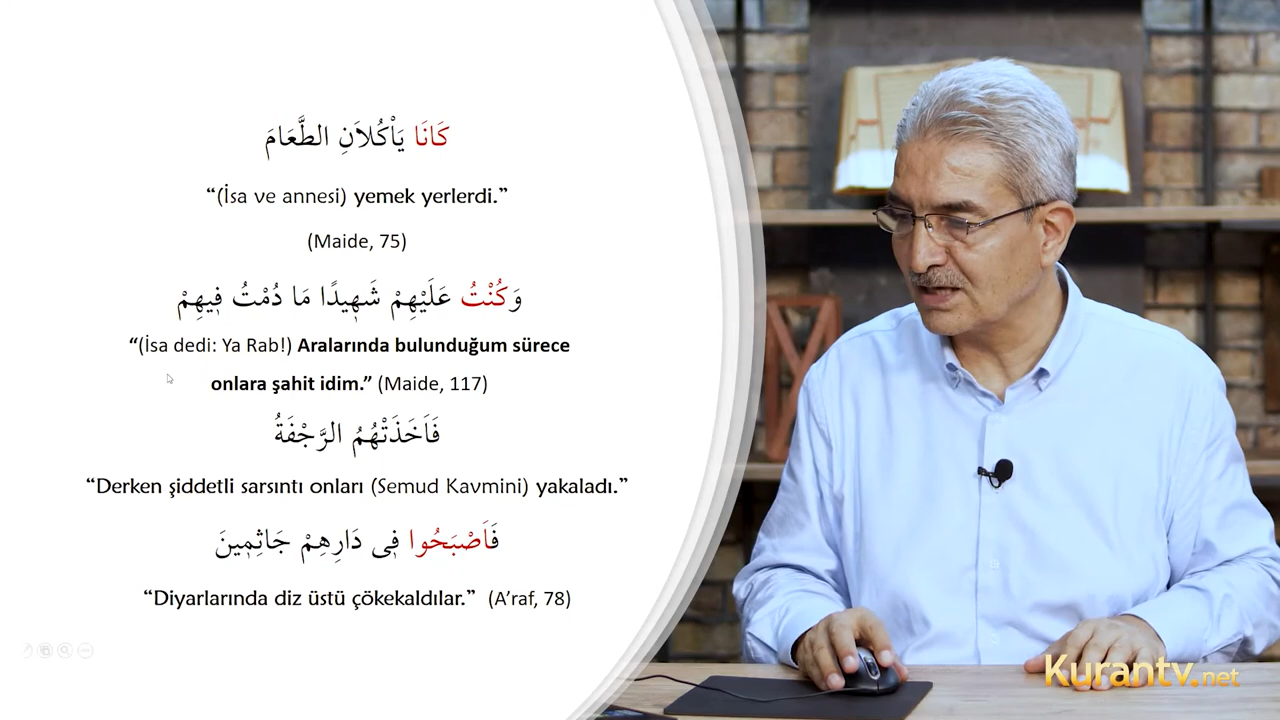 كَانَا يَاْكُلاَنِ الطَّعَامَ
“(İsa ve annesi) yemek yerlerdi.”
(Maide, 75)
وَكُنْتُ عَلَيْهِمْ شَهٖيدًا مَا دُمْتُ فٖيهِمْ
“(İsa dedi: Ya Rab!) Aralarında bulunduğum sürece
onlara şahit idim.” (Maide, 117)
فَاَخَذَتْهُمُ الرَّجْفَةُ
“Derken şiddetli sarsıntı onları (Semud Kavmini) yakaladı.”
فَاَصْبَحُوا فٖى دَارِهِمْ جَاثِمٖينَ
“Diyarlarında diz üstü çökekaldılar.” (A’raf, 78)
Kurantv.net